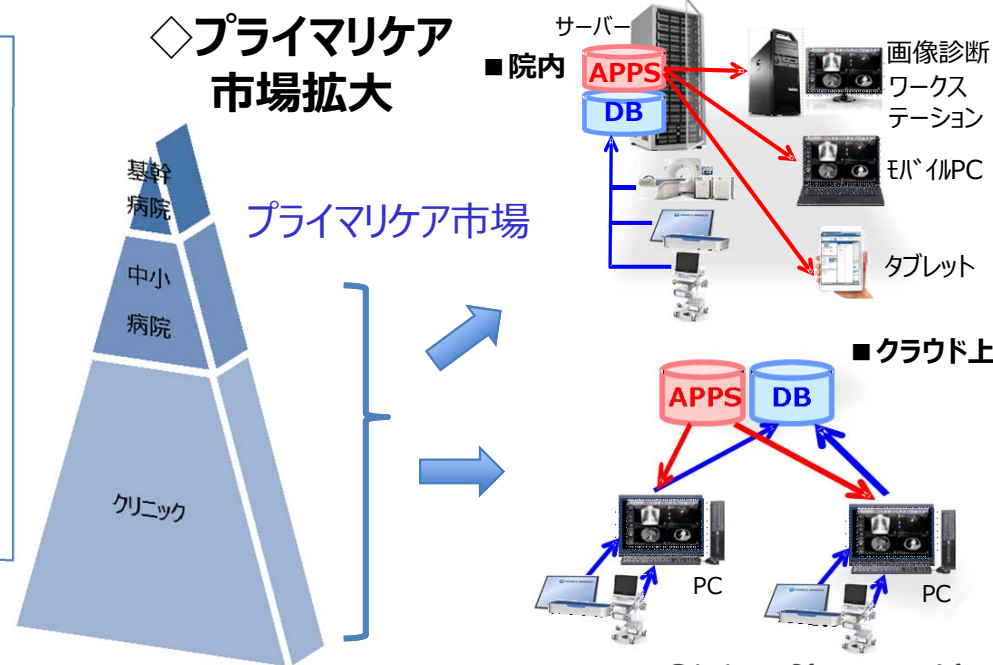 ◇プライマリケア
市場拡大
基幹
病院
中小
病院
クリニック
プライマリケア市場
■院内
サーバー
APPS
DB
画像診断
ワークス
テーション
ﾓﾊﾞｲﾙPC
タブレット
■クラウド上
APPS
DB
PC
PC
KONICA MINOLTA